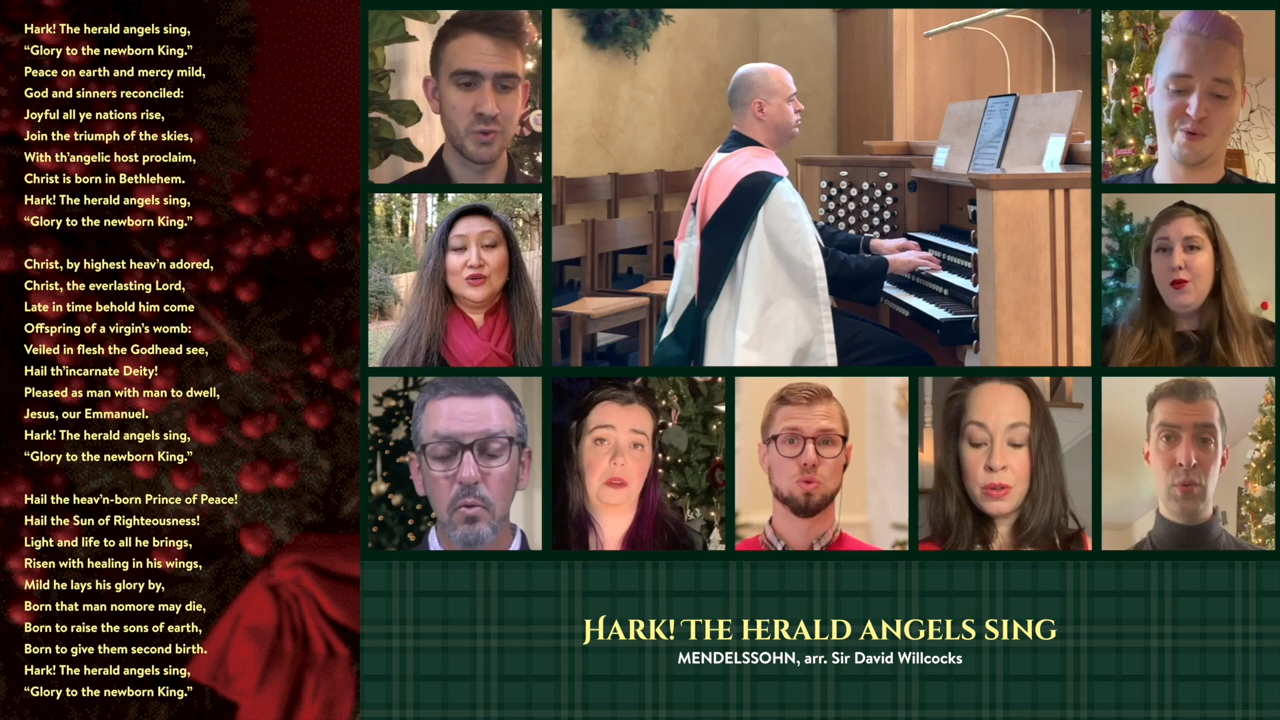 Hark! The herald angels sing,
“Glory to the newborn King.”
Peace on earth and mercy mild,
God and sinners reconciled:
Joyful all ye nations rise,
Join the triumph of the skies,
With th’angelic host proclaim,
Christ is born in Bethlehem.
Hark! The herald angels sing,
“Glory to the newborn King.”
Christ, by highest heav’n adored,
Christ, the everlasting Lord,
Late in time behold him come
Offspring of a virgin’s womb:
Veiled in flesh the Godhead see,
Hail th’incarnate Deity!
Pleased as man with man to dwell,
Jesus, our Emmanuel.
Hark! The herald angels sing,
“Glory to the newborn King.”
Hail the heav’n-born Prince of Peace!
Hail the Sun of Righteousness!
Light and life to all he brings,
Risen with healing in his wings,
Mild he lays his glory by,
Born that man nomore may die,
Born to raise the sons of earth,
Born to give them second birth.
Hark! The herald angels sing,
“Glory to the newborn King.”
HARK! THE HERALD ANGELS SING
MENDELSSOHN, arr. Sir David Willcocks